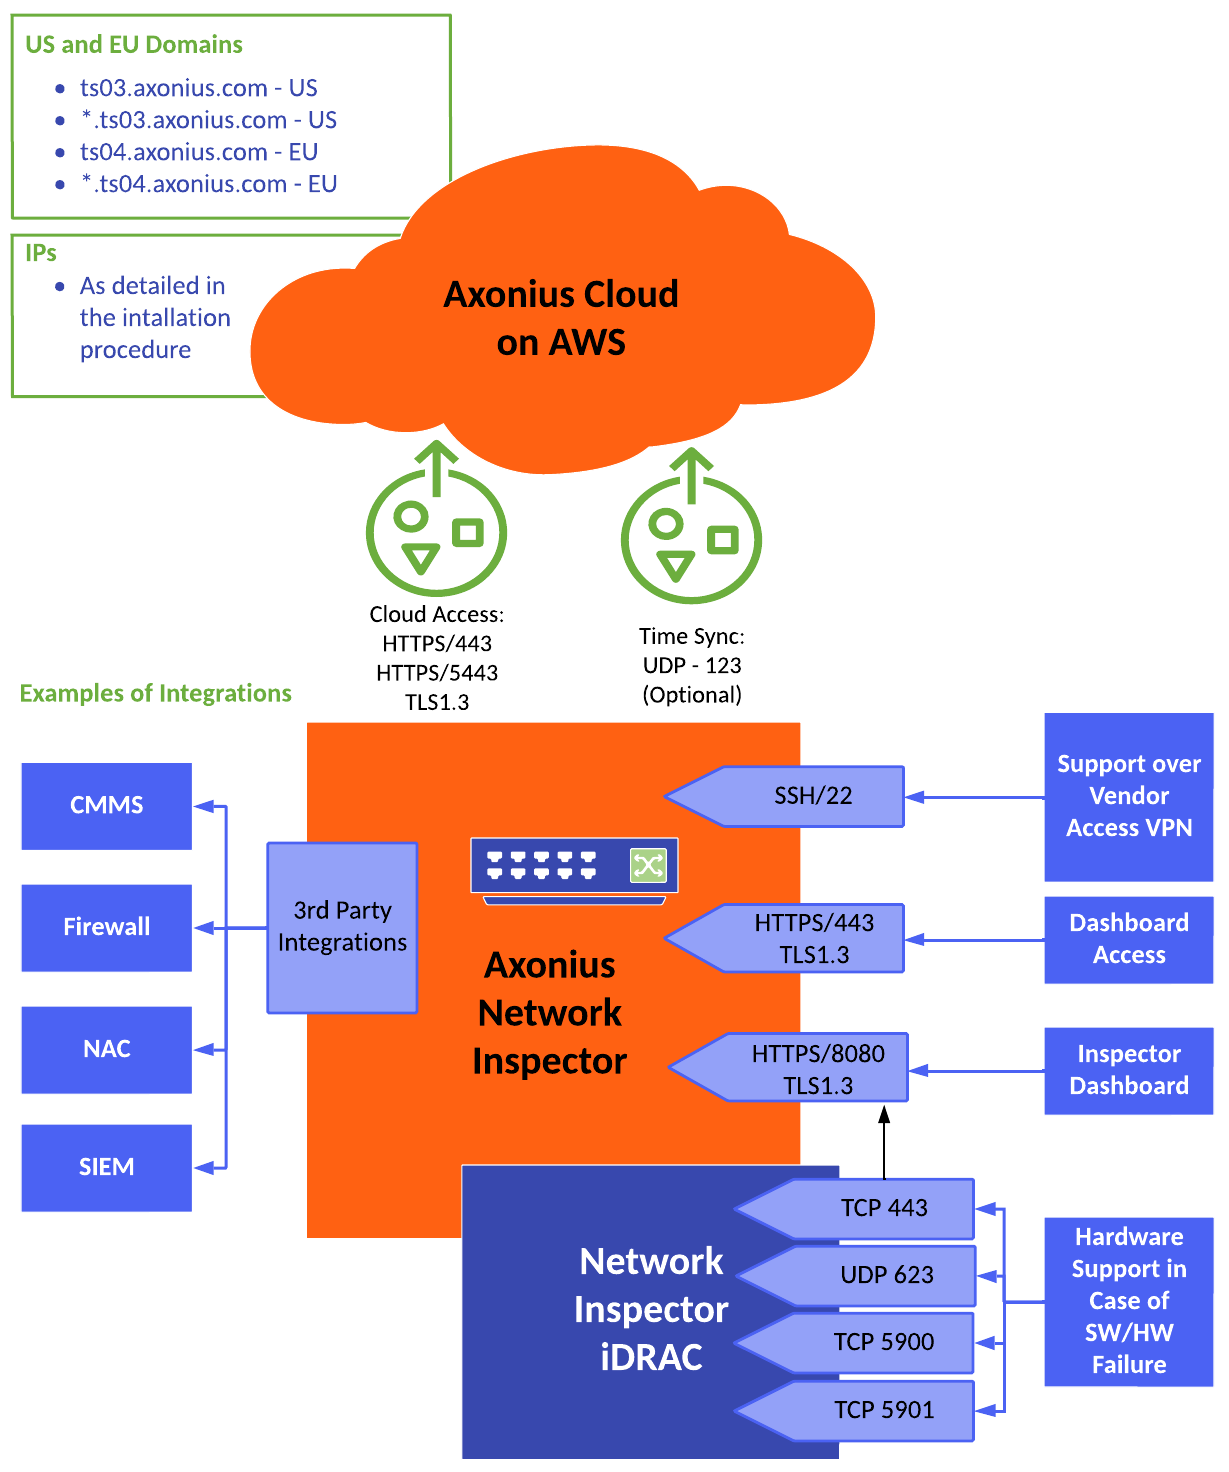 US and EU Domains
• ts03.axonius.com - US
• *.ts03.axonius.com - US
• ts04.axonius.com - EU
• *.ts04.axonius.com - EU
IPs
• As detailed in
the intallation
procedure
Axonius Cloud
on AWS
Cloud Access:
HTTPS/443
HTTPS/5443
TLS1.3
Time Sync:
UDP - 123
(Optional)
Examples of Integrations
CMMS
Firewall
NAC
SIEM
3rd Party
Integrations
Axonius
Network
Inspector
SSH/22
HTTPS/443
TLS1.3
HTTPS/8080
TLS1.3
Support over
Vendor
Access VPN
Dashboard
Access
Inspector
Dashboard
Network
Inspector
iDRAC
TCP 443
UDP 623
TCP 5900
TCP 5901
Hardware
Support in
Case of
SW/HW
Failure